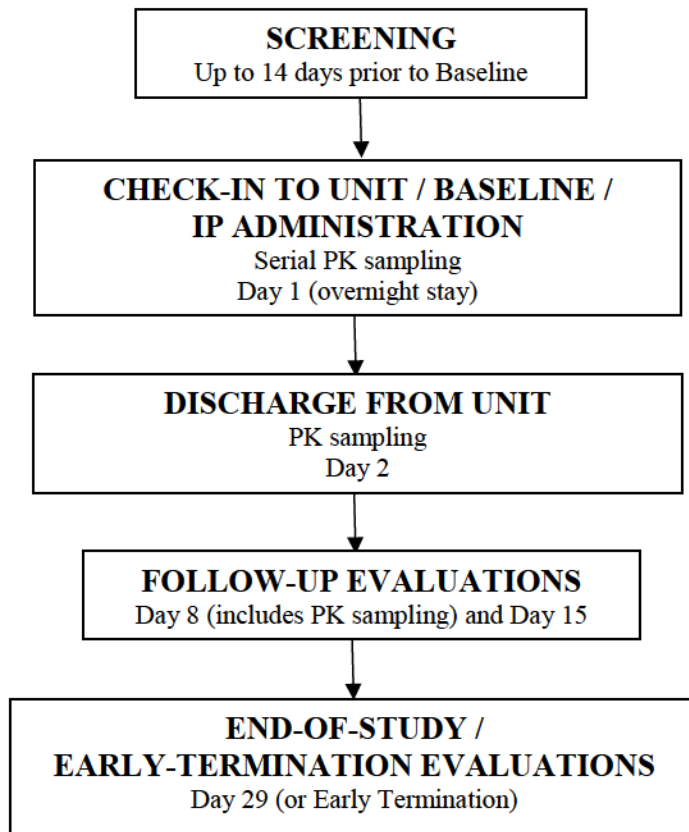 SCREENING
Up to 14 days prior to Baseline
CHECK-IN TO UNIT / BASELINE /
IP ADMINISTRATION
Serial PK sampling
Day 1 (overnight stay)
DISCHARGE FROM UNIT
PK sampling
Day 2
FOLLOW-UP EVALUATIONS
Day 8 (includes PK sampling) and Day 15
END-OF-STUDY /
EARLY-TERMINATION EVALUATIONS
Day 29 (or Early Termination)